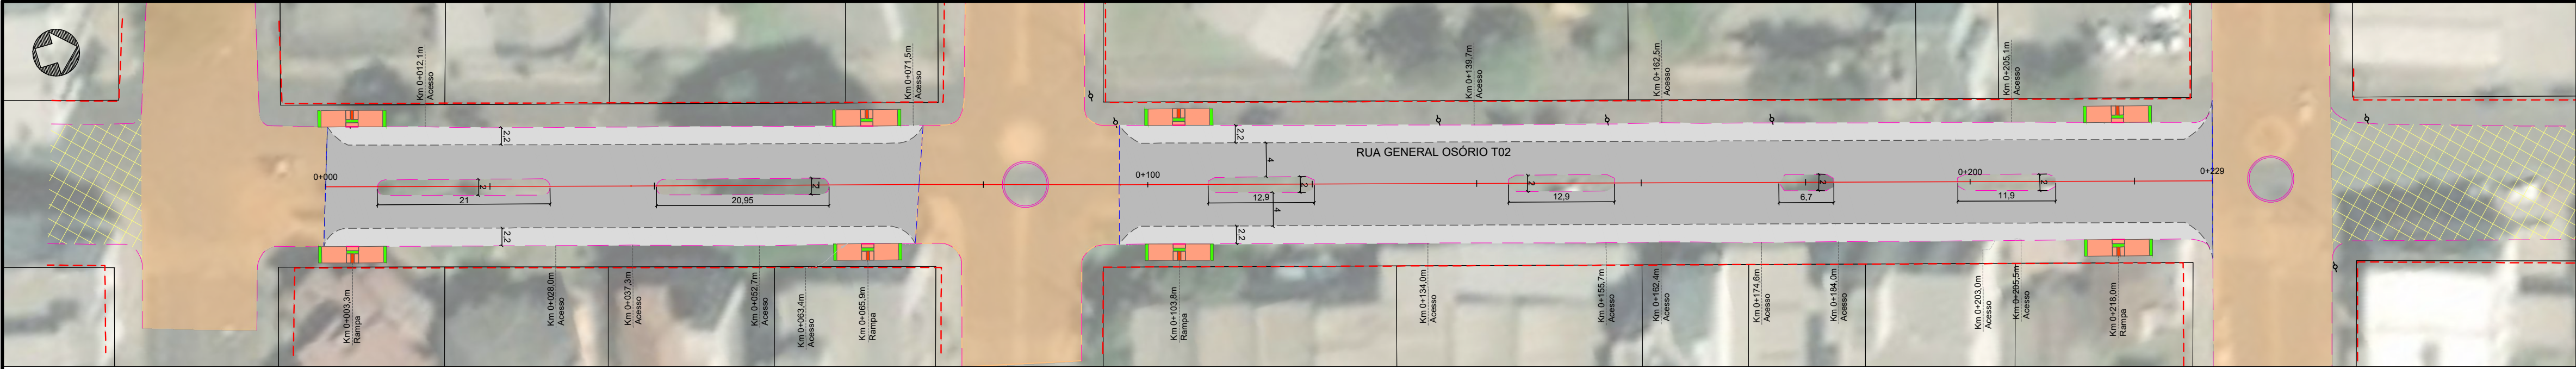 Km 0+012,1m
Acesso
Km 0+071,5m
Acesso
Km 0+139,7m
Acesso
Km 0+162,5m
Acesso
Km 0+205,1m
Acesso
2,2
2,2
4
RUA GENERAL OSÓRIO T02
0+000
0+100
0+200
0+229
2
21
2
20,95
2
12,9
2
12,9
2
6,7
2
11,9
4
2,2
2,2
Km 0+003,3m
Rampa
Km 0+028,0m
Acesso
Km 0+037,3m
Acesso
Km 0+052,7m
Acesso
Km 0+063,4m
Acesso
Km 0+065,9m
Rampa
Km 0+103,8m
Rampa
Km 0+134,0m
Acesso
Km 0+155,7m
Acesso
Km 0+162,4m
Acesso
Km 0+174,6m
Acesso
Km 0+184,0m
Acesso
Km 0+203,0m
Acesso
Km 0+205,5m
Acesso
Km 0+218,0m
Rampa